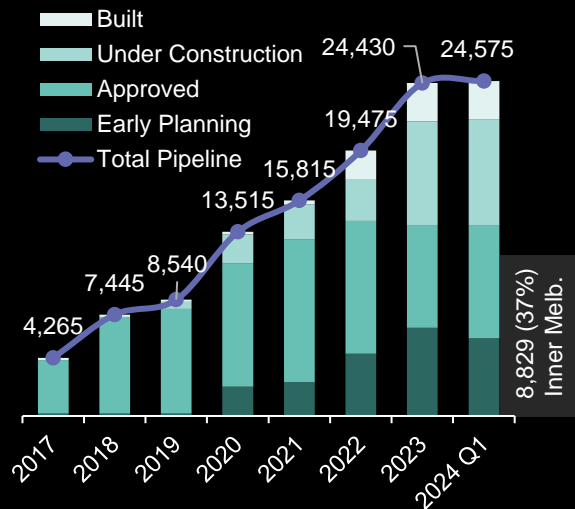 Built
Under Construction
Approved
Early Planning
Total Pipeline
4,265
7,445
8,540
13,515
15,815
19,475
24,430
24,575
8,829 (37%)
Inner Melb.
2017
2018
2019
2020
2021
2022
2023
2024 Q1